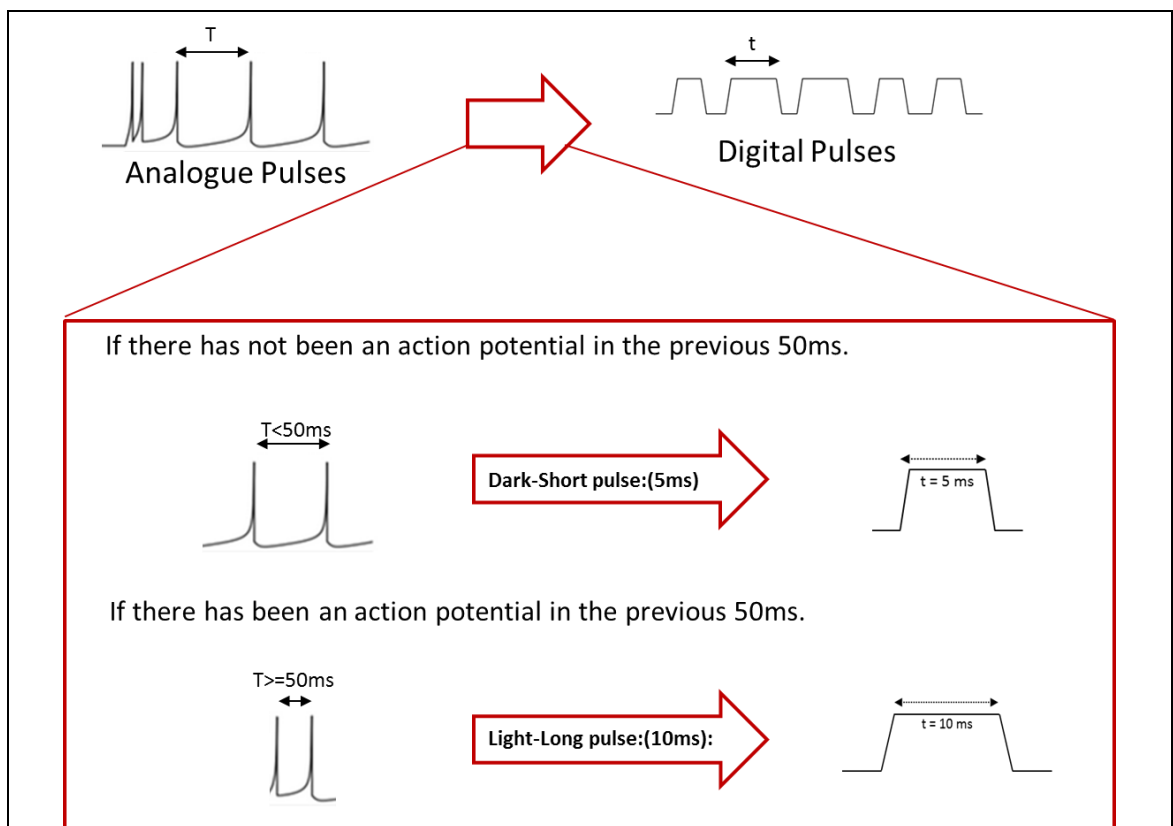 T
t
Analogue Pulses
Digital Pulses
If there has not been an action potential in the previous 50ms.
T<50ms
Dark-Short pulse:(5ms)
t = 5 ms
If there has been an action potential in the previous 50ms.
T>=50ms
Light-Long pulse:(10ms):
t = 10 ms